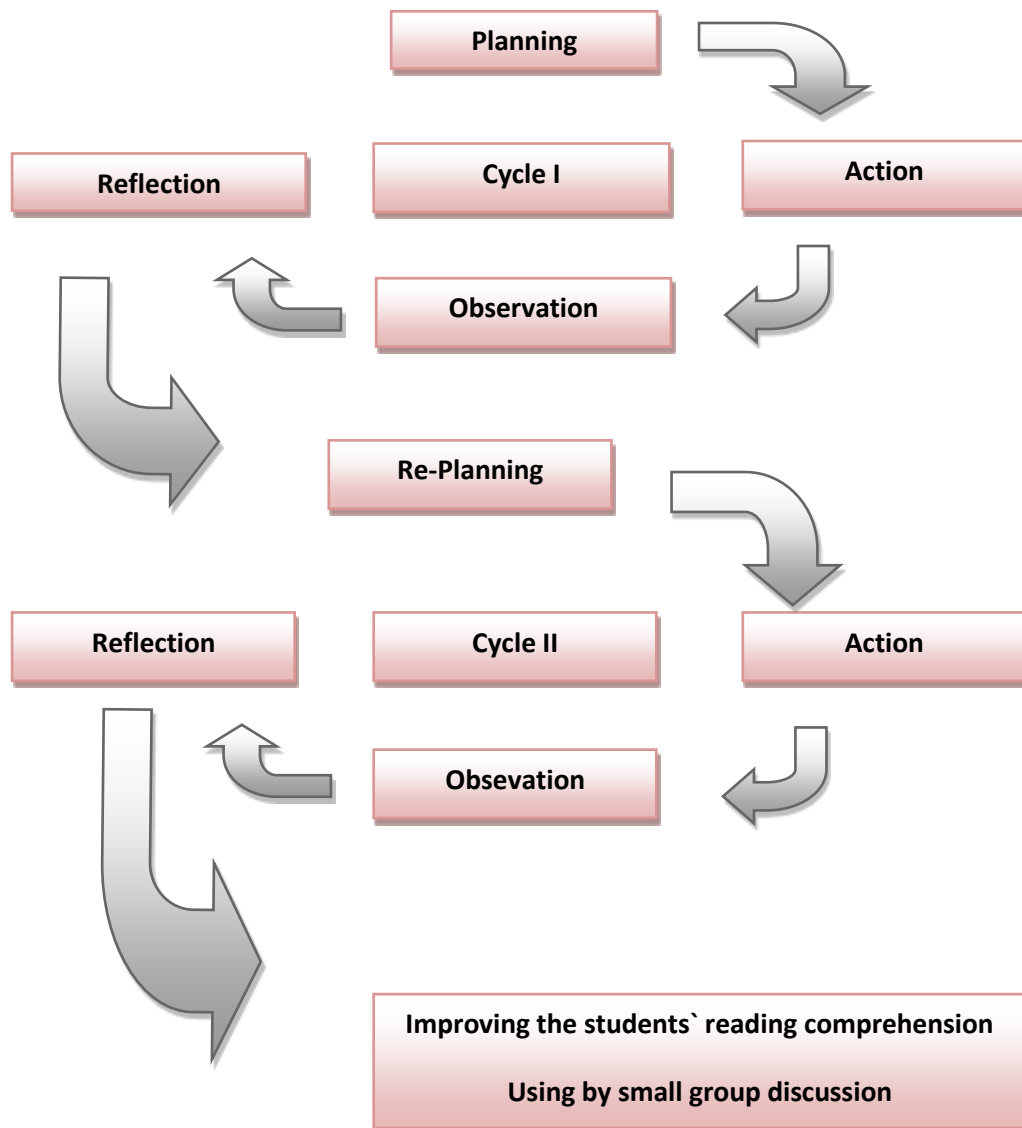 Planning
Reflection
Cycle I
Action
Observation
Re-Planning
Reflection
Cycle II
Action
Obsevation
Improving the students` reading comprehension
Using by small group discussion